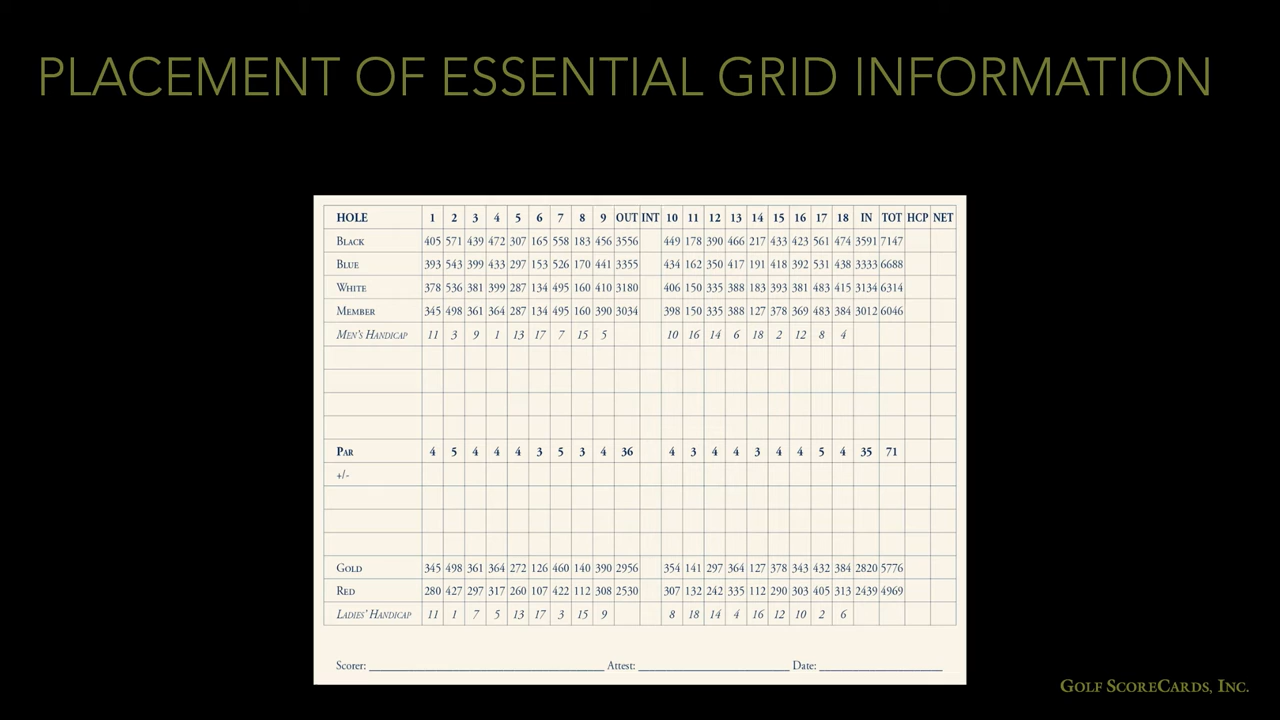 PLACEMENT OF ESSENTIAL GRID INFORMATION
HOLE 1 2 3 4 5 6 7 8 9 OUT INT 10 11 12 13 14 15 16 17 18 IN TOT HCP NET
BLACK 405 571 439 472 307 165 558 183 456 3556 449 178 390 466 217 433 423 561 474 3591 7147
BLUE 393 543 399 433 297 153 526 170 441 3355 434 162 350 417 191 418 392 531 438 3333 6688
WHITE 378 536 381 399 287 134 495 160 410 3180 406 150 335 388 183 393 381 483 415 3134 6314
MEMBER 345 498 361 364 287 134 495 160 390 3034 398 150 335 388 127 378 369 483 384 3012 6046
MEN'S HANDICAP 11 3 9 1 13 17 7 15 5 10 16 14 6 18 2 12 8 4
PAR 4 5 4 4 4 3 5 3 4 36 4 3 4 4 3 4 4 5 4 35 71
+/-
GOLD 345 498 361 364 272 126 460 140 390 2956 354 141 297 364 127 378 343 432 384 2820 5776
RED 280 427 297 317 260 107 422 112 308 2530 307 132 242 335 112 290 303 405 313 2439 4969
LADIES' HANDICAP 11 1 7 5 13 17 3 15 9 8 18 14 4 16 12 10 2 6
Scorer: Attest: Date:
GOLF SCORECARDS, INC.